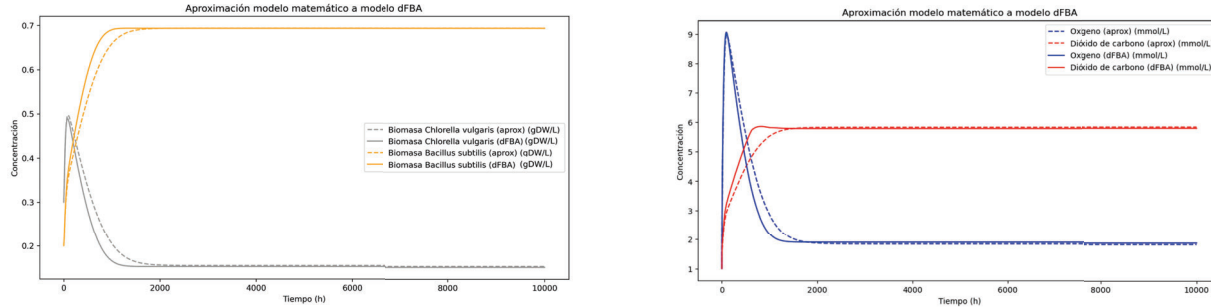 Aproximación modelo matemático a modelo dFBA
0.7
0.6
0.5
0.4
0.3
0.2
Concentración
Biomasa Chlorella vulgaris (aprox) (gDW/L)
Biomasa Chlorella vulgaris (dFBA) (gDW/L)
Biomasa Bacillus subtilis (aprox) (gDW/L)
Biomasa Bacillus subtilis (dFBA) (gDW/L)
0 2000 4000 6000 8000 10000
Tiempo (h)
Aproximación modelo matemático a modelo dFBA
9
8
7
6
5
4
3
2
1
Concentración
Oxgeno (aprox) (mmol/L)
Dióxido de carbono (aprox) (mmol/L)
Oxgeno (dFBA) (mmol/L)
Dióxido de carbono (dFBA) (mmol/L)
0 2000 4000 6000 8000 10000
Tiempo (h)